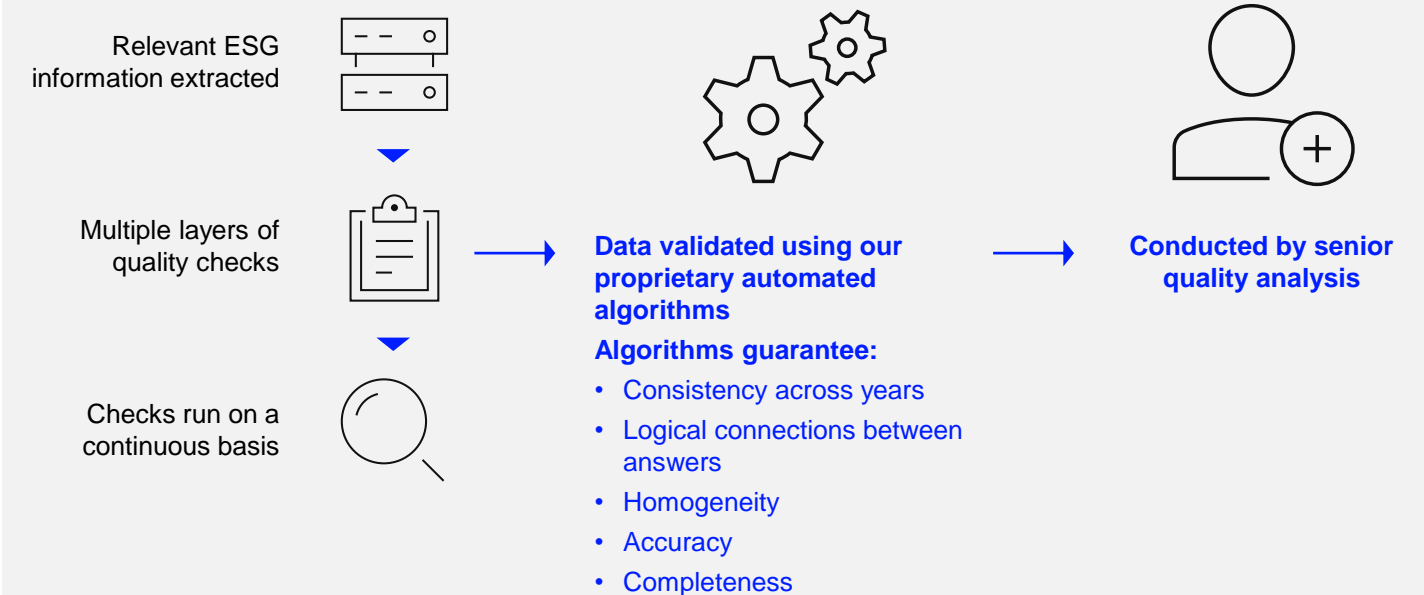 Relevant ESG
information extracted
Multiple layers of
quality checks
Checks run on a
continuous basis
Data validated using our
proprietary automated
algorithms
Algorithms guarantee:
• Consistency across years
• Logical connections between
answers
• Homogeneity
• Accuracy
• Completeness
Conducted by senior
quality analysis